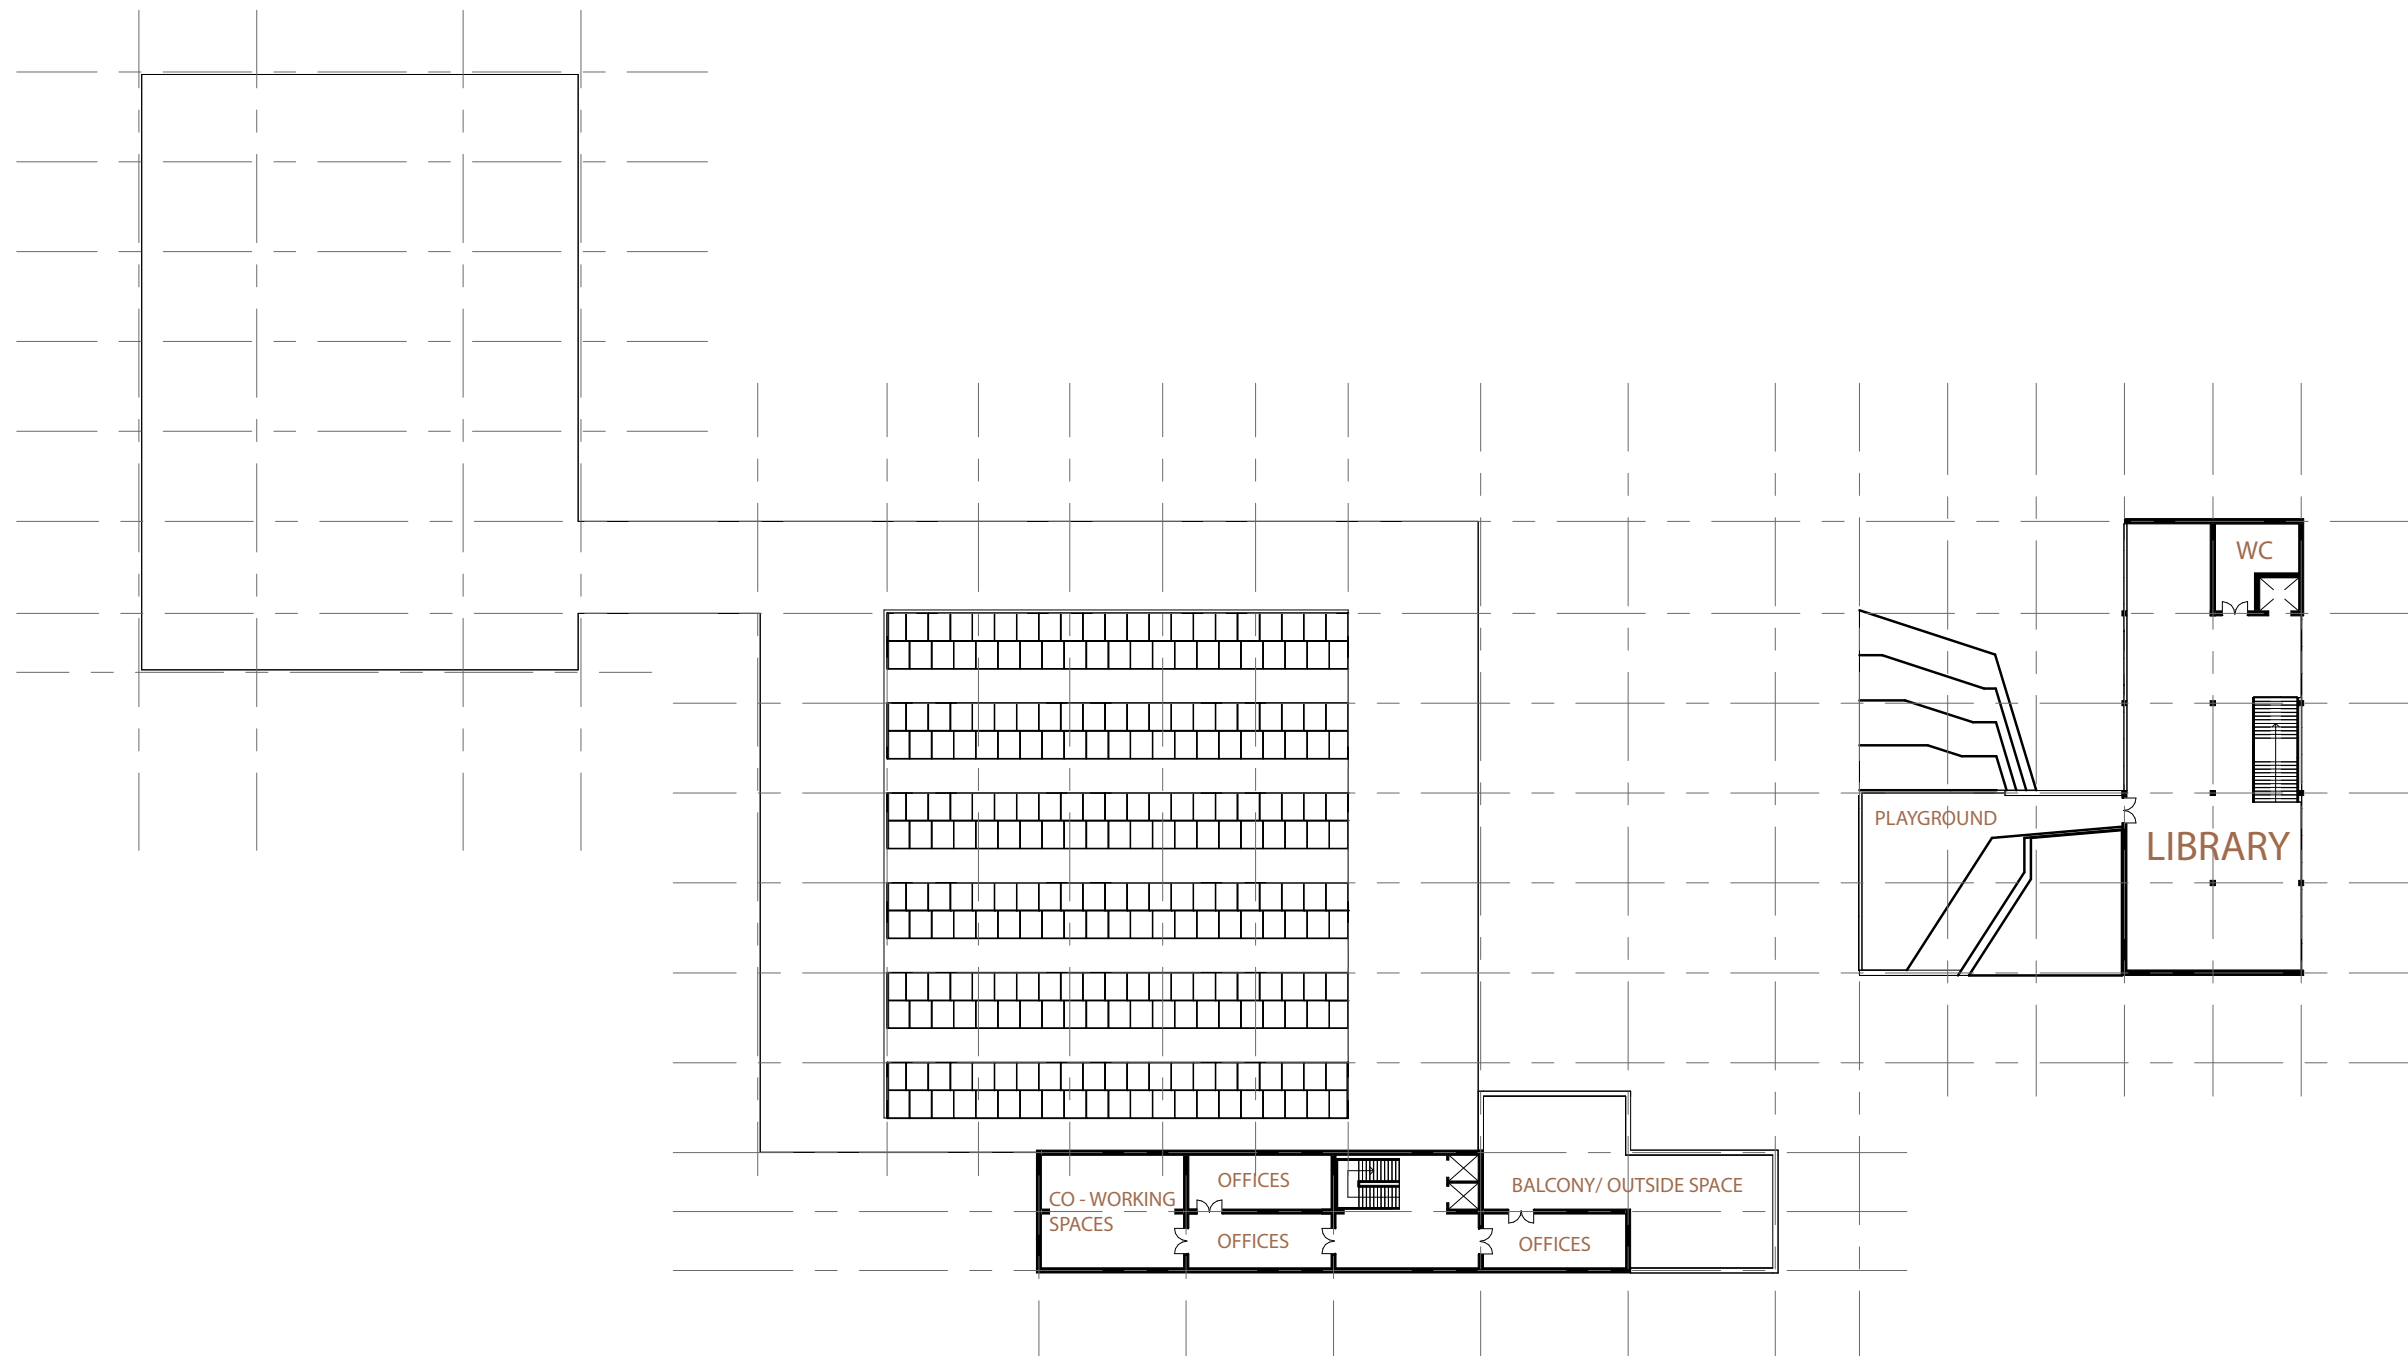 WC
PLAYGROUND
LIBRARY
OFFICES
CO - WORKING
SPACES
BALCONY/ OUTSIDE SPACE
OFFICES
OFFICES